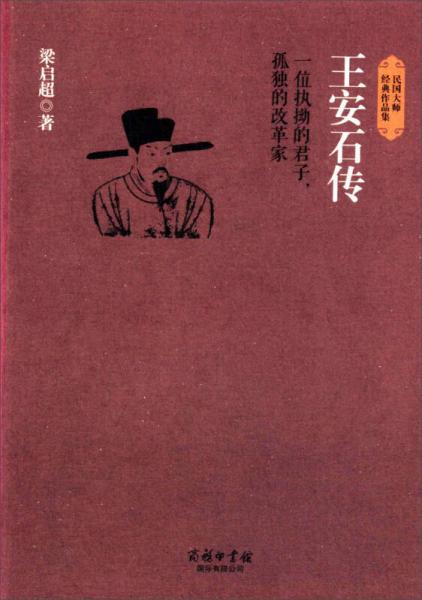 民国大师
经典作品集
王安石传
一位执拗的君子，
孤独的改革家
梁启超◎著
商务印书馆
国际有限公司